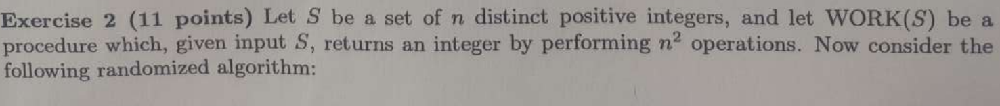 Exercise 2 (11 points) Let S be a set of n distinct positive integers, and let WORK(S) be a
procedure which, given input S, returns an integer by performing n² operations. Now consider the
following randomized algorithm: